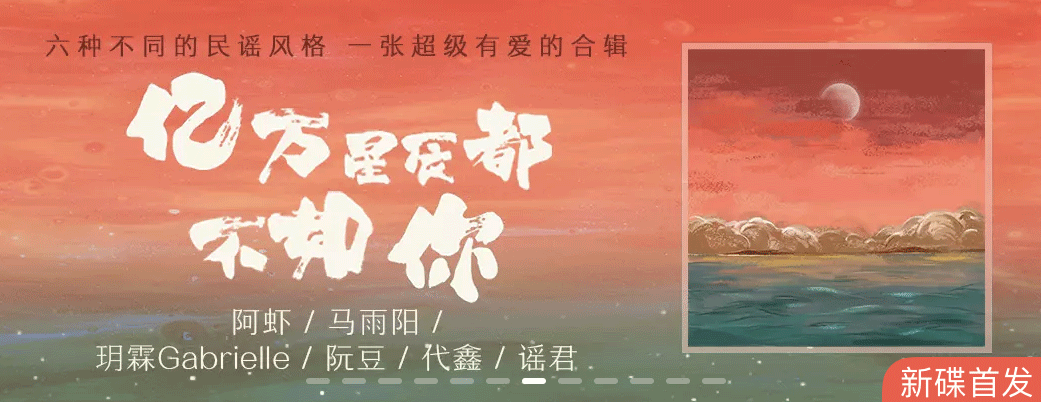 六种不同的民谣风格 一张超级有爱的合辑
亿万星辰都
不如你
阿虾 / 马雨阳 /
玥霖Gabrielle / 阮豆 / 代鑫 / 谣君
新碟首发